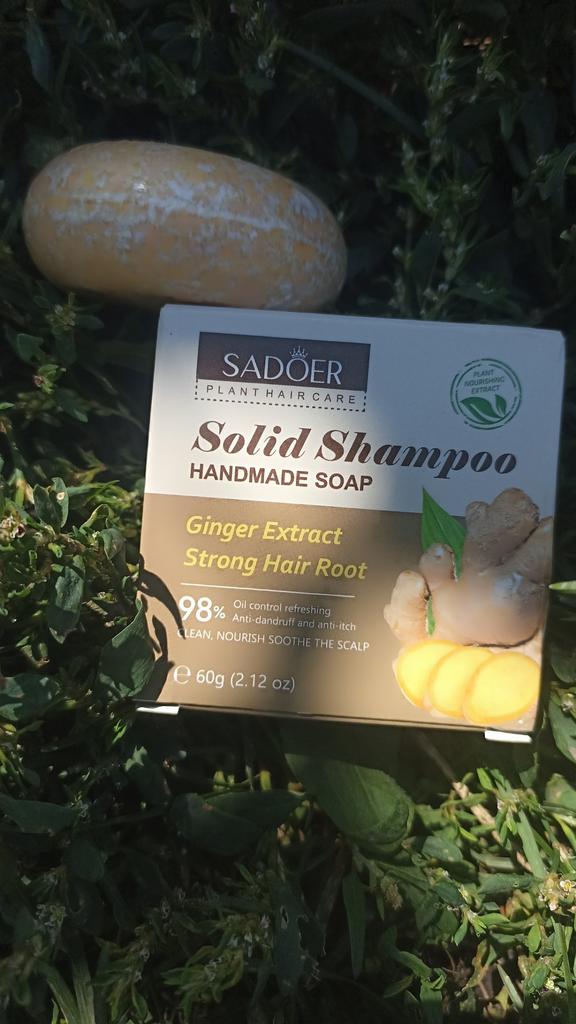 SADOER
PLANT HAIR CARE
PLANT
NOURISHING
EXTRACT
Solid Shampoo
HANDMADE SOAP
Ginger Extract
Strong Hair Root
98% Oil control refreshing
Anti-dandruff and anti-itch
CLEAN, NOURISH SOOTHE THE SCALP
℮ 60g (2.12 oz)